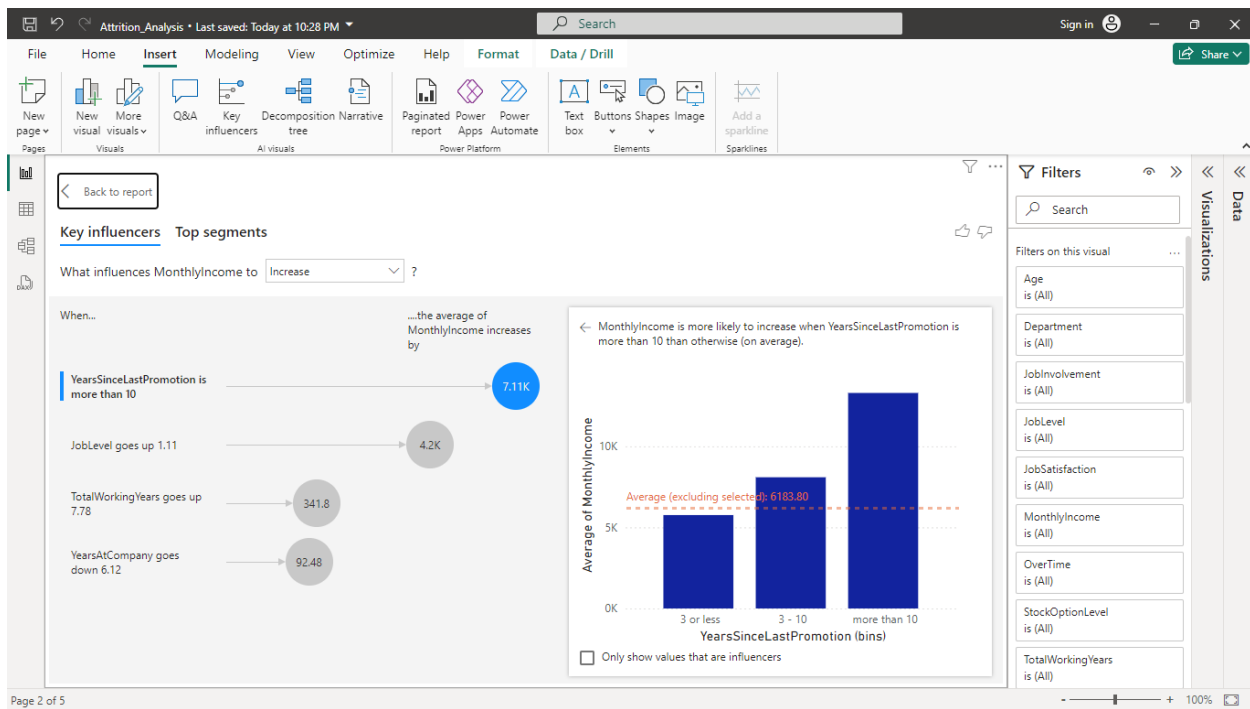 Attrition_Analysis • Last saved: Today at 10:28 PM
Search
Sign in
File Home Insert Modeling View Optimize Help Format Data / Drill
Share
New page
New visual
More visuals
Q&A
Key influencers
Decomposition tree
Narrative
Paginated report
Power Apps
Power Automate
Text box
Buttons
Shapes
Image
Add a sparkline
Pages
Visuals
AI visuals
Power Platform
Elements
Sparklines
Back to report
Key influencers Top segments
What influences MonthlyIncome to Increase ?
When...
....the average of
MonthlyIncome increases
by
YearsSinceLastPromotion is
more than 10
7.11K
JobLevel goes up 1.11
4.2K
TotalWorkingYears goes up
7.78
341.8
YearsAtCompany goes
down 6.12
92.48
MonthlyIncome is more likely to increase when YearsSinceLastPromotion is
more than 10 than otherwise (on average).
Average of MonthlyIncome
10K
Average (excluding selected): 6183.80
5K
0K
3 or less
3 - 10
more than 10
YearsSinceLastPromotion (bins)
Only show values that are influencers
Filters
Search
Filters on this visual
Age
is (All)
Department
is (All)
JobInvolvement
is (All)
JobLevel
is (All)
JobSatisfaction
is (All)
MonthlyIncome
is (All)
OverTime
is (All)
StockOptionLevel
is (All)
TotalWorkingYears
is (All)
Visualizations
Data
Page 2 of 5
100%